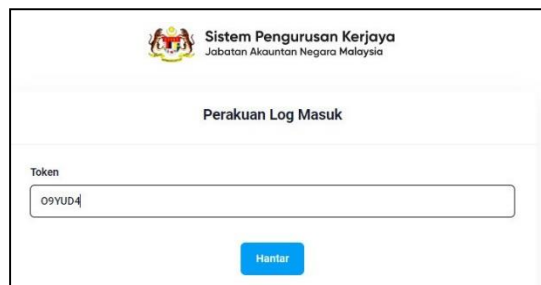 Sistem Pengurusan Kerjaya
Jabatan Akauntan Negara Malaysia
Perakuan Log Masuk
Token
O9YUD4
Hantar